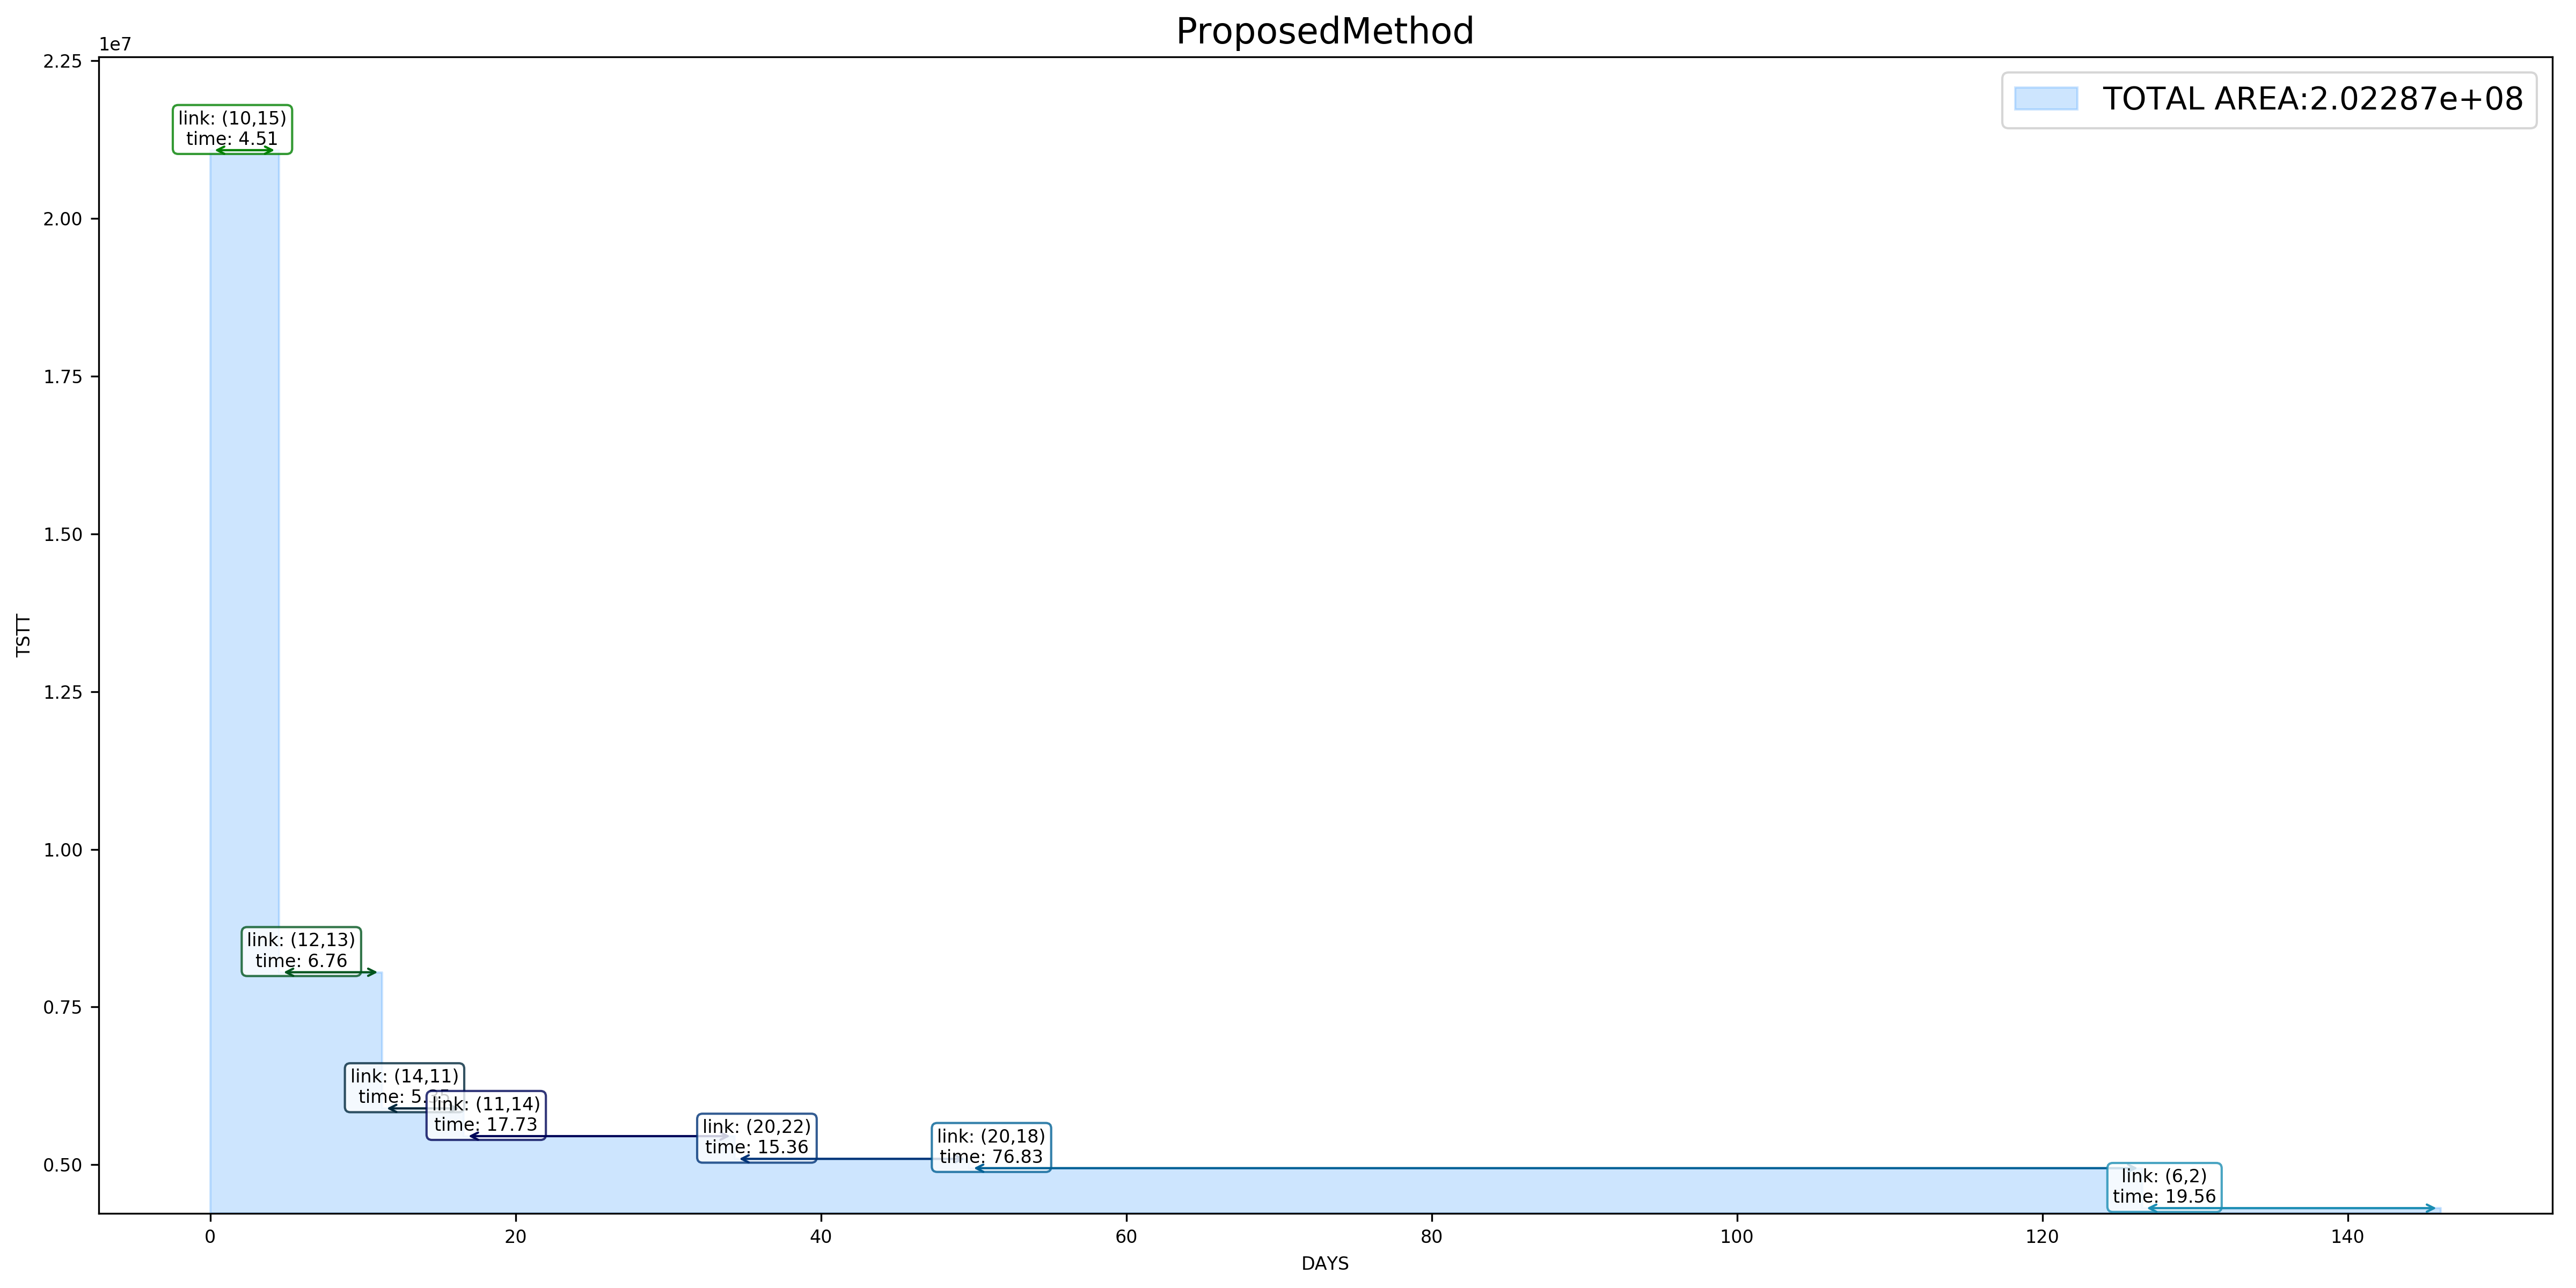 ProposedMethod
1e7
2.25
2.00
1.75
1.50
1.25
1.00
0.75
0.50
TSTT
TOTAL AREA:2.02287e+08
link: (10,15)
time: 4.51
link: (12,13)
time: 6.76
link: (14,11)
time:
link: (11,14)
time: 17.73
link: (20,22)
time: 15.36
link: (20,18)
time: 76.83
link: (6,2)
time: 19.56
0
20
40
60
80
100
120
140
DAYS